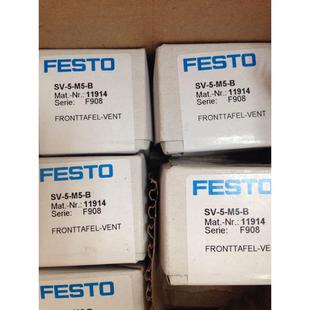 FESTO
SV-5-M5-B
Mat.-Nr.: 11914
Serie: F908
FRONTTAFEL-VENT
FESTO
SV-5-M5-B
Mat.-Nr.: 11914
Serie: F908
FRONTTAFEL-VENT
FESTO
SV-5-M5-B
Mat.-Nr.: 11914
Serie: F908
FRONTTAFEL-VENT
FESTO
SV-5-M5-B
Mat.-Nr.: 11914
Serie: F908
FRONTTAFEL-VENT
FESTO
FESTO